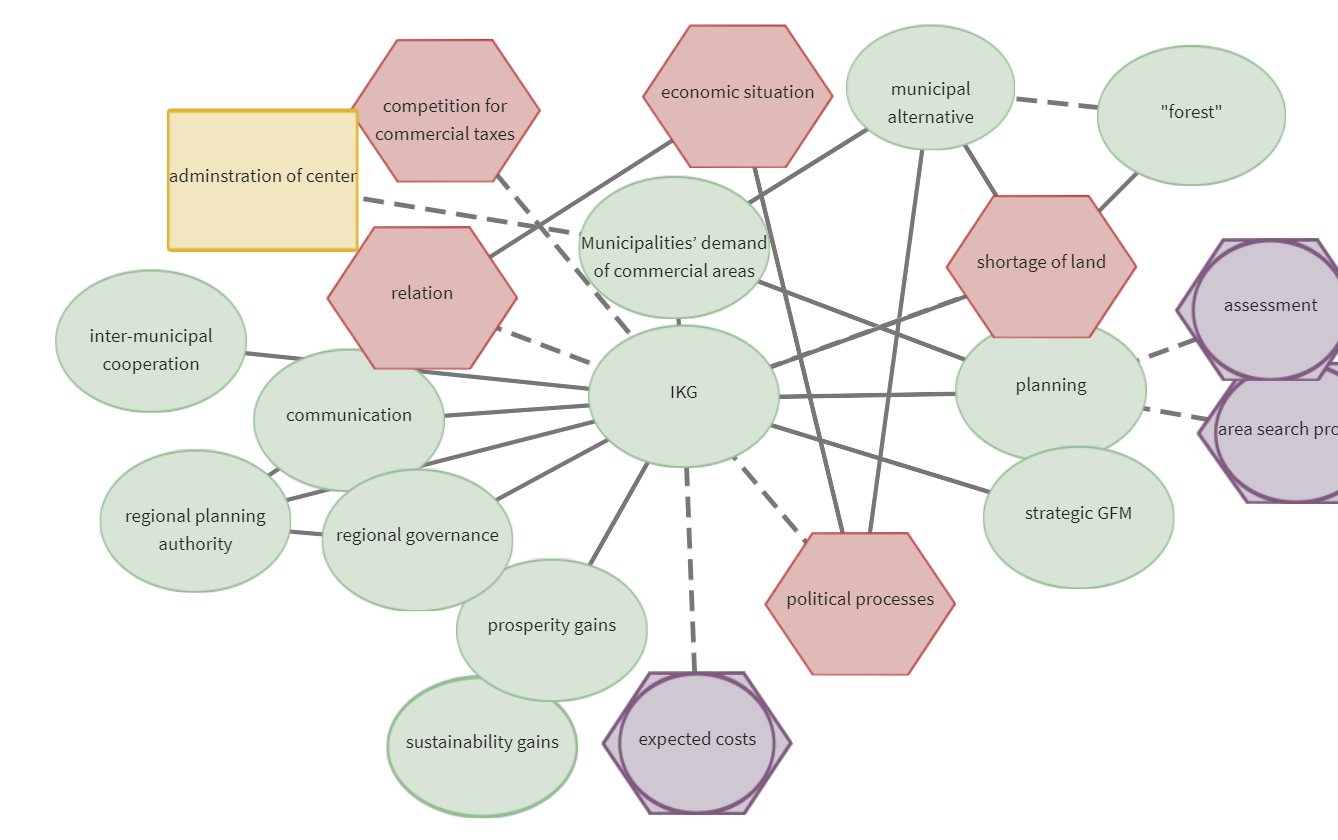 competition for
commercial taxes
economic situation
municipal
alternative
"forest"
adminstration of center
Municipalities' demand
of commercial areas
shortage of land
relation
assessment
inter-municipal
cooperation
IKG
planning
communication
area search pro
strategic GFM
regional planning
authority
regional governance
political processes
prosperity gains
sustainability gains
expected costs